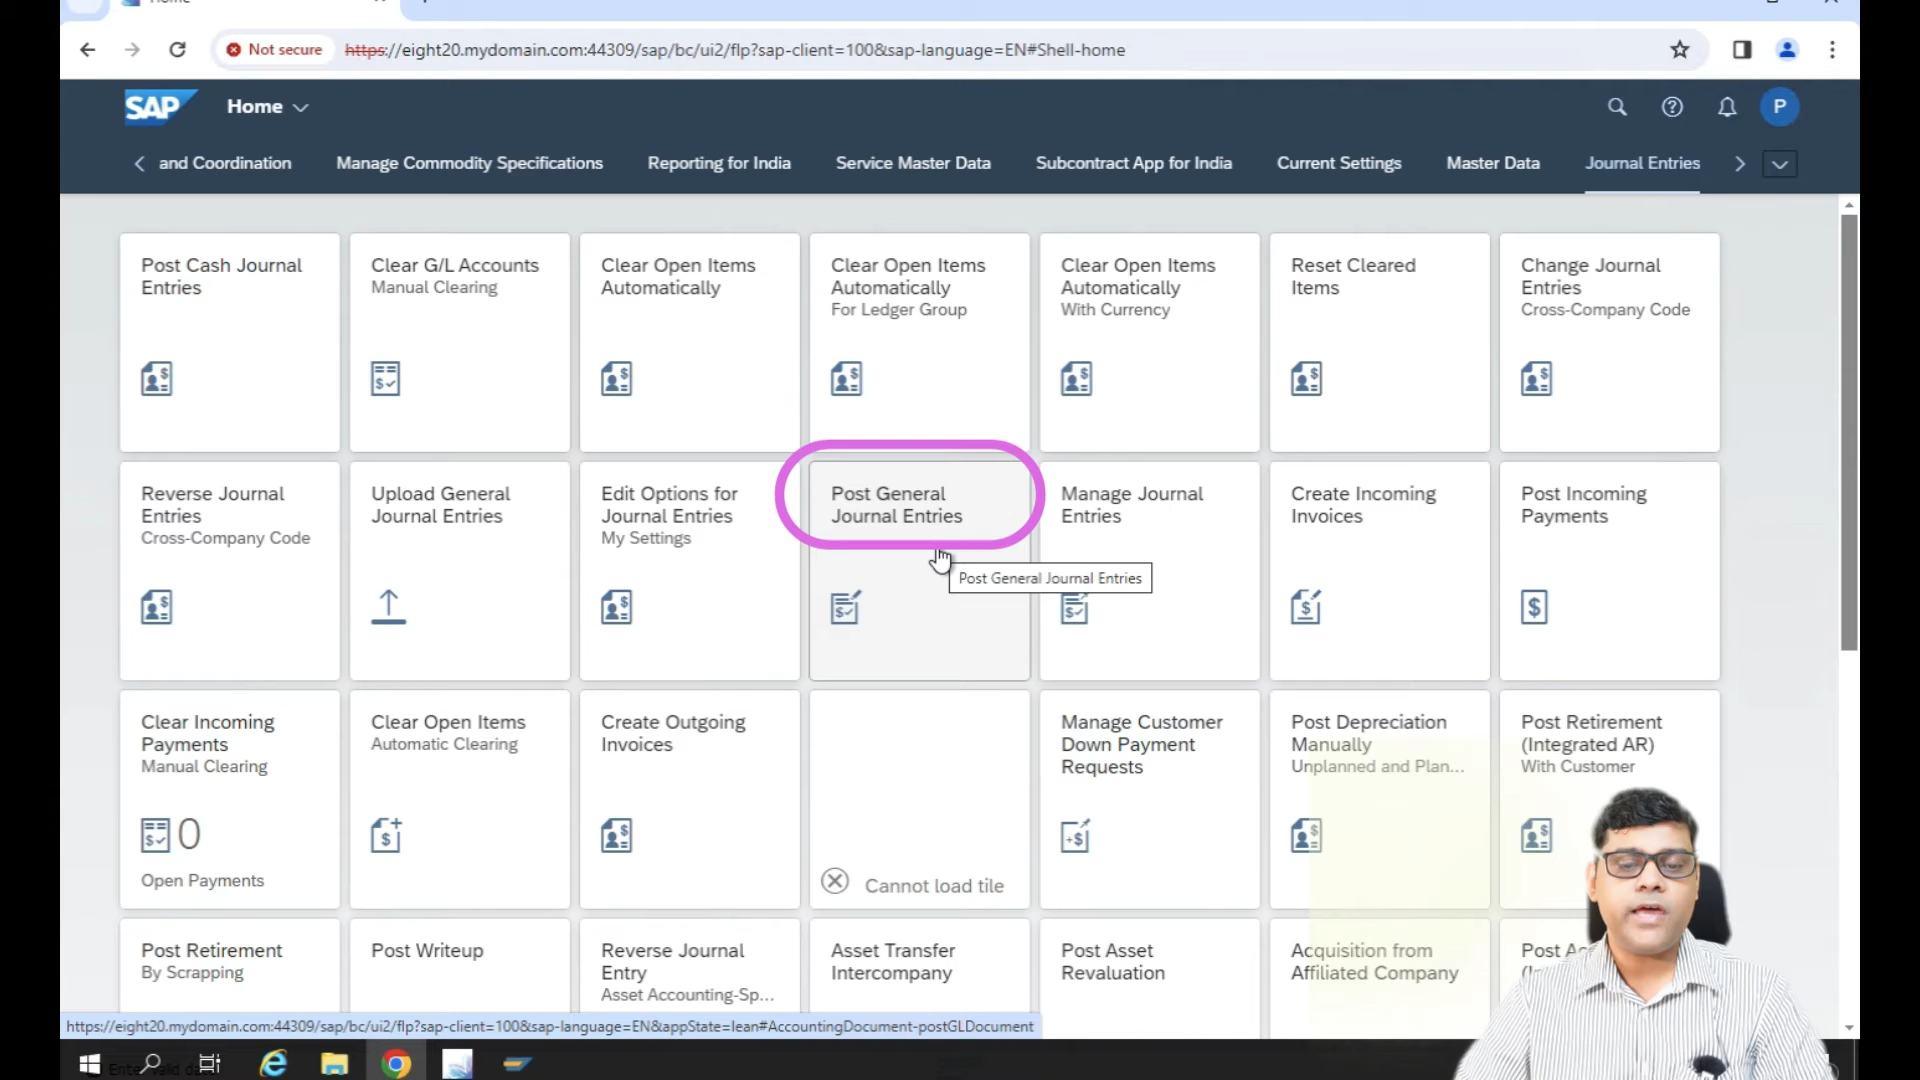 Home
Not secure
https://eight20.mydomain.com:44309/sap/bc/ui2/flp?sap-client=100&sap-language=EN#Shell-home
SAP
Home
P
and Coordination
Manage Commodity Specifications
Reporting for India
Service Master Data
Subcontract App for India
Current Settings
Master Data
Journal Entries
Post Cash Journal
Entries
Clear G/L Accounts
Manual Clearing
Clear Open Items
Automatically
Clear Open Items
Automatically
For Ledger Group
Clear Open Items
Automatically
With Currency
Reset Cleared
Items
Change Journal
Entries
Cross-Company Code
Reverse Journal
Entries
Cross-Company Code
Upload General
Journal Entries
Edit Options for
Journal Entries
My Settings
Post General
Journal Entries
Post General Journal Entries
Manage Journal
Entries
Create Incoming
Invoices
Post Incoming
Payments
Clear Incoming
Payments
Manual Clearing
0
Open Payments
Clear Open Items
Automatic Clearing
Create Outgoing
Invoices
Cannot load tile
Manage Customer
Down Payment
Requests
Post Depreciation
Manually
Unplanned and Plan...
Post Retirement
(Integrated AR)
With Customer
Post Retirement
By Scrapping
Post Writeup
Reverse Journal
Entry
Asset Accounting-Sp...
Asset Transfer
Intercompany
Post Asset
Revaluation
Acquisition from
Affiliated Company
Post
https://eight20.mydomain.com:44309/sap/bc/ui2/flp?sap-client=100&sap-language=EN&appState=lean#AccountingDocument-postGLDocument